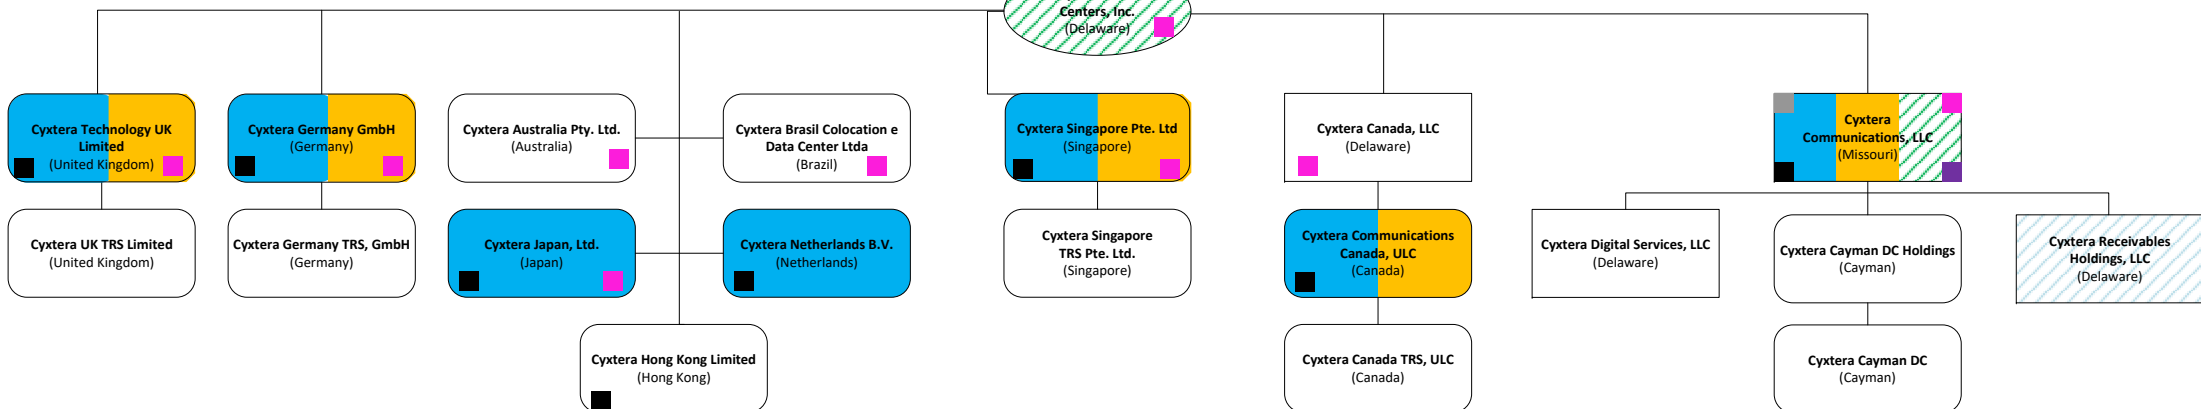 Centers, Inc.
(Delaware)
Cyxtera Technology UK
Limited
(United Kingdom)
Cyxtera Germany GmbH
(Germany)
Cyxtera Australia Pty. Ltd.
(Australia)
Cyxtera Brasil Colocation e
Data Center Ltda
(Brazil)
Cyxtera Singapore Pte. Ltd
(Singapore)
Cyxtera Canada, LLC
(Delaware)
Cyxtera
Communications, LLC
(Missouri)
Cyxtera UK TRS Limited
(United Kingdom)
Cyxtera Germany TRS, GmbH
(Germany)
Cyxtera Japan, Ltd.
(Japan)
Cyxtera Netherlands B.V.
(Netherlands)
Cyxtera Singapore
TRS Pte. Ltd.
(Singapore)
Cyxtera Communications
Canada, ULC
(Canada)
Cyxtera Digital Services, LLC
(Delaware)
Cyxtera Cayman DC Holdings
(Cayman)
Cyxtera Receivables
Holdings, LLC
(Delaware)
Cyxtera Hong Kong Limited
(Hong Kong)
Cyxtera Canada TRS, ULC
(Canada)
Cyxtera Cayman DC
(Cayman)